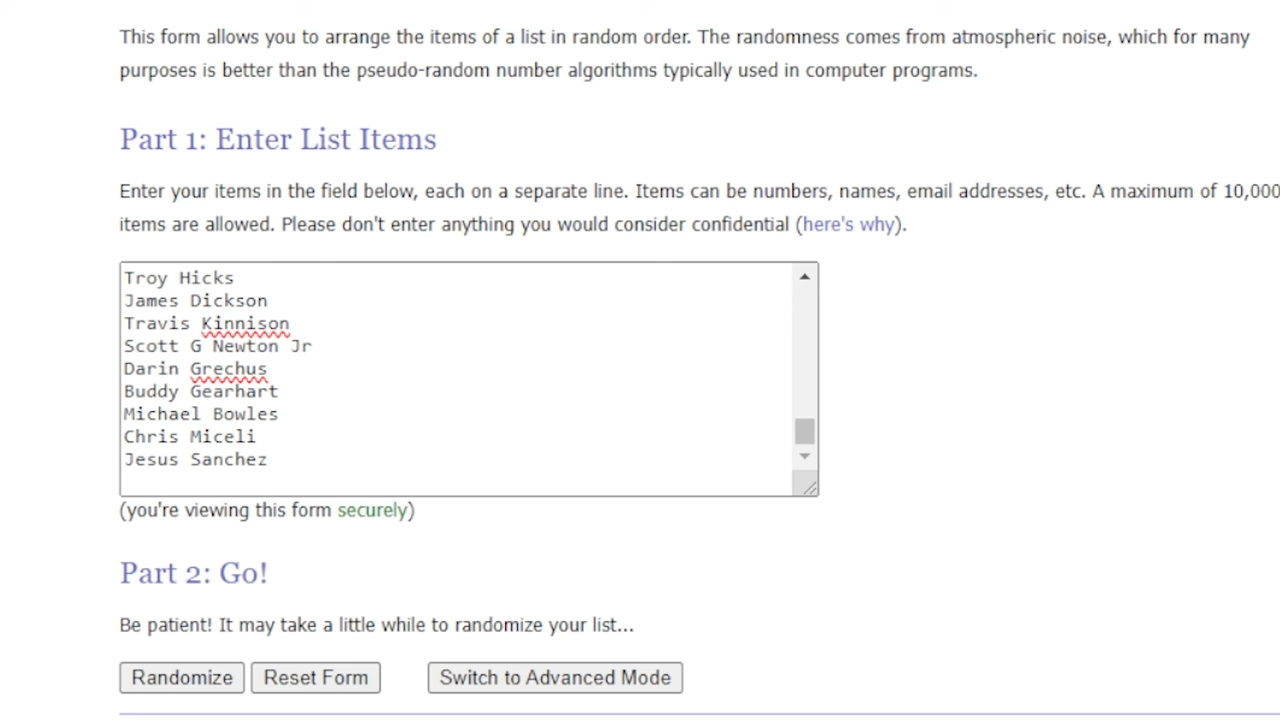 This form allows you to arrange the items of a list in random order. The randomness comes from atmospheric noise, which for many
purposes is better than the pseudo-random number algorithms typically used in computer programs.
Part 1: Enter List Items
Enter your items in the field below, each on a separate line. Items can be numbers, names, email addresses, etc. A maximum of 10,000
items are allowed. Please don't enter anything you would consider confidential (here's why).
Troy Hicks
James Dickson
Travis Kinnison
Scott G Newton Jr
Darin Grechus
Buddy Gearhart
Michael Bowles
Chris Miceli
Jesus Sanchez
(you're viewing this form securely)
Part 2: Go!
Be patient! It may take a little while to randomize your list...
Randomize Reset Form Switch to Advanced Mode